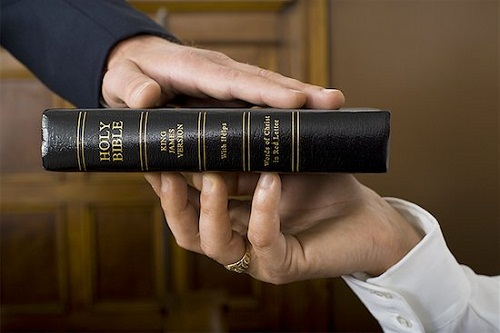 HOLY
BIBLE
KING
JAMES
VERSION
With Helps
Words of Christ
in Red Letter